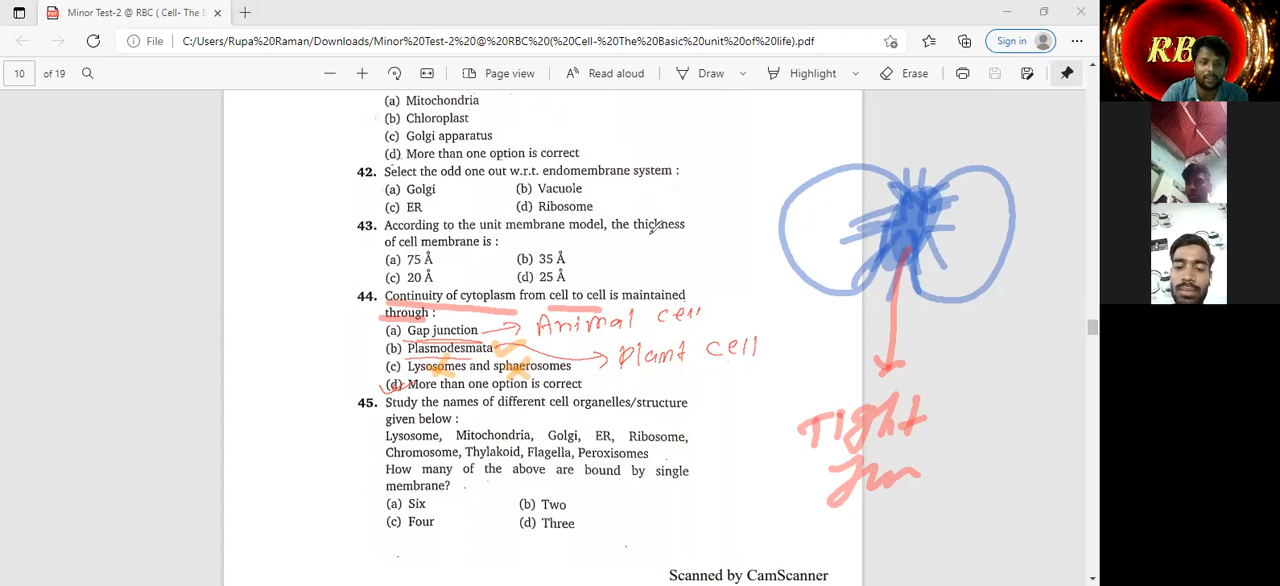 Minor Test-2 @ RBC ( Cell- The B
File C:/Users/Rupa%20Raman/Downloads/Minor%20Test-2%20@%20RBC%20(%20Cell-%20The%20Basic%20unit%20of%20life).pdf
Sign in
10 of 19
Page view
Read aloud
Draw
Highlight
Erase
RB
(a) Mitochondria
(b) Chloroplast
(c) Golgi apparatus
(d) More than one option is correct
42. Select the odd one out w.r.t. endomembrane system :
(a) Golgi (b) Vacuole
(c) ER (d) Ribosome
43. According to the unit membrane model, the thickness
of cell membrane is :
(a) 75 Å (b) 35 Å
(c) 20 Å (d) 25 Å
44. Continuity of cytoplasm from cell to cell is maintained
through :
(a) Gap junction → Animal cell
(b) Plasmodesmata → Plant cell
(c) Lysosomes and sphaerosomes
(d) More than one option is correct
45. Study the names of different cell organelles/structure
given below :
Lysosome, Mitochondria, Golgi, ER, Ribosome,
Chromosome, Thylakoid, Flagella, Peroxisomes
How many of the above are bound by single
membrane?
(a) Six (b) Two
(c) Four (d) Three
Tight
Scanned by CamScanner